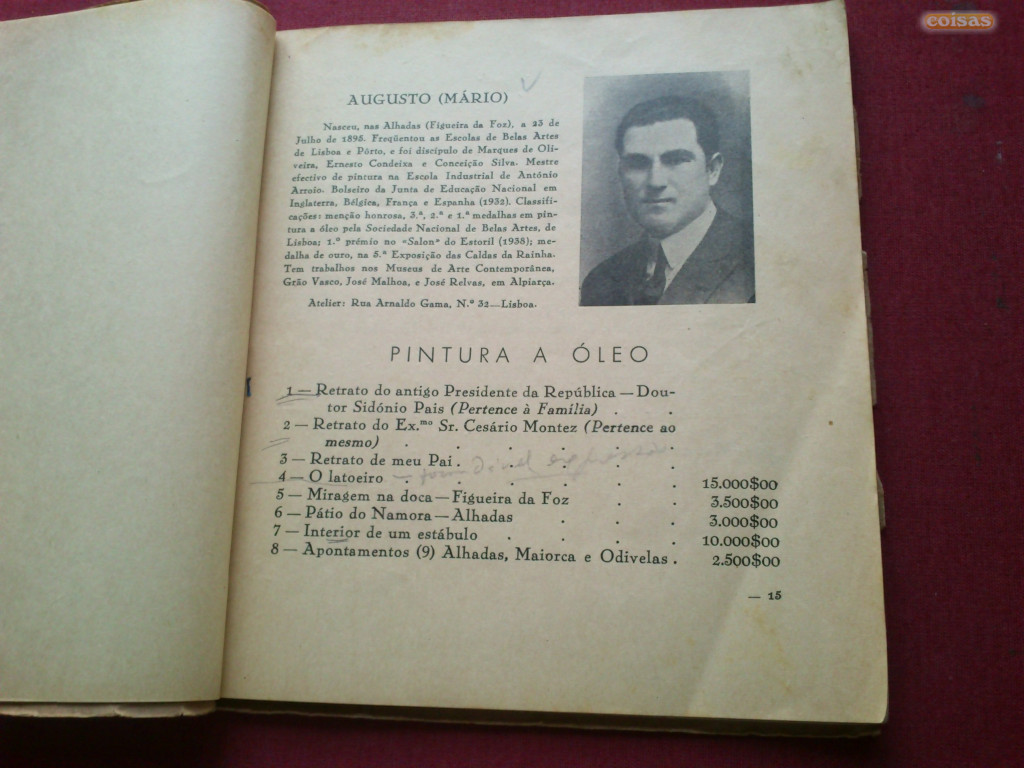 coisas
AUGUSTO (MÁRIO)
Nasceu, nas Alhadas (Figueira da Foz), a 23 de
Julho de 1895. Freqüentou as Escolas de Belas Artes
de Lisboa e Pôrto, e foi discípulo de Marques de Oli-
veira, Ernesto Condeixa e Conceição Silva. Mestre
efectivo de pintura na Escola Industrial de António
Arroio. Bolseiro da Junta de Educação Nacional em
Inglaterra, Bélgica, França e Espanha (1932). Classifi-
cações: menção honrosa, 3.ª, 2.ª e 1.ª medalhas em pin-
tura a óleo pela Sociedade Nacional de Belas Artes, de
Lisboa; 1.º prémio no «Salon» do Estoril (1938); me-
dalha de ouro, na 5.ª Exposição das Caldas da Rainha.
Tem trabalhos nos Museus de Arte Contemporânea,
Grão Vasco, José Malhoa, e José Relvas, em Alpiarça.
Atelier: Rua Arnaldo Gama, N.º 32—Lisboa.
PINTURA A ÓLEO
1 — Retrato do antigo Presidente da República — Dou-
tor Sidónio Pais (Pertence à Família) . .
2 — Retrato do Ex.mo Sr. Cesário Montez (Pertence ao
mesmo) . . . . . .
3 — Retrato de meu Pai . . . . .
4 — O latoeiro . . . . . . 15.000$00
5 — Miragem na doca — Figueira da Foz . . 3.500$00
6 — Pátio do Namora — Alhadas . . . 3.000$00
7 — Interior de um estábulo . . . . 10.000$00
8 — Apontamentos (9) Alhadas, Maiorca e Odivelas . 2.500$00
— 15